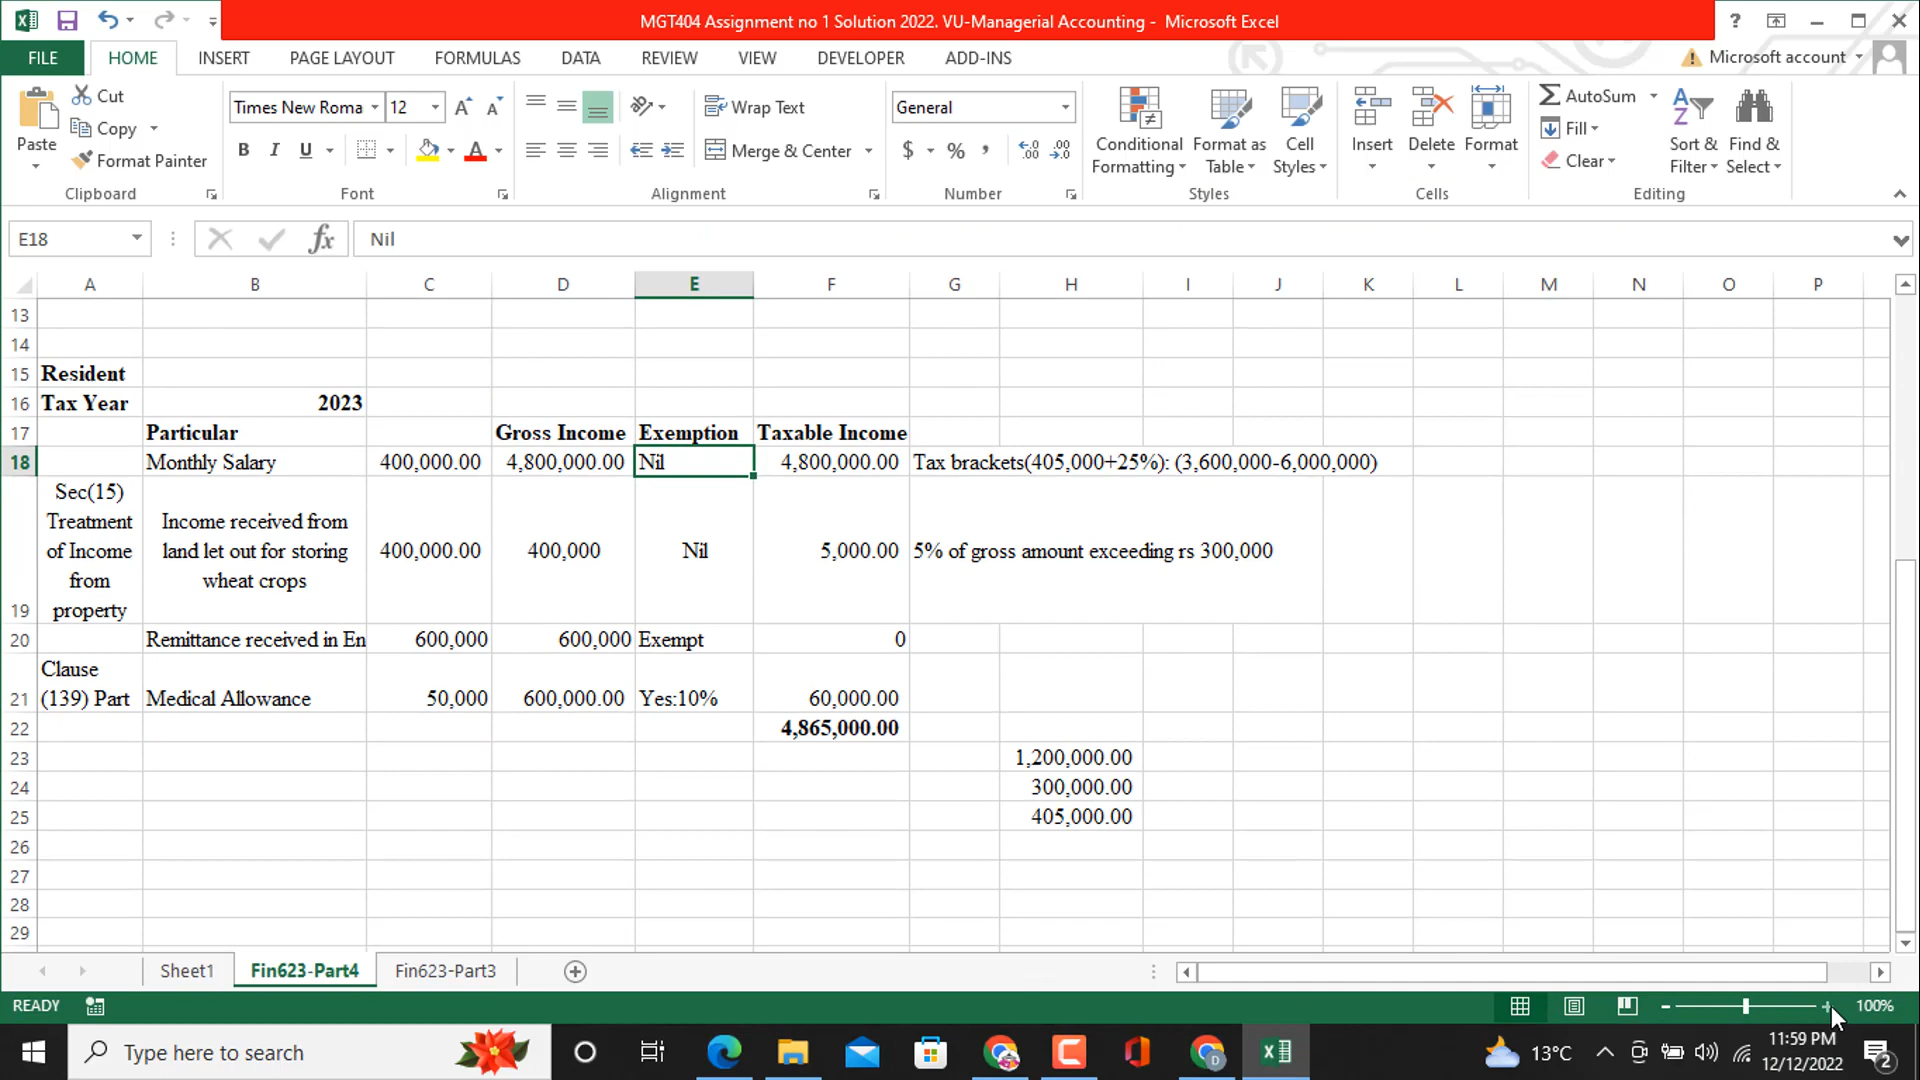 MGT404 Assignment no 1 Solution 2022. VU-Managerial Accounting - Microsoft Excel
?
FILE HOME INSERT PAGE LAYOUT FORMULAS DATA REVIEW VIEW DEVELOPER ADD-INS Microsoft account
Paste
Cut
Copy
Format Painter
Clipboard
Times New Roma 12
B I U
Font
Wrap Text
Merge & Center
Alignment
General
$ % ,
Number
Conditional Formatting
Format as Table
Cell Styles
Styles
Insert
Delete
Format
Cells
AutoSum
Fill
Clear
Sort & Filter
Find & Select
Editing
E18 fx Nil
A B C D E F G H I J K L M N O P
13
14
15 Resident
16 Tax Year 2023
17 Particular Gross Income Exemption Taxable Income
18 Monthly Salary 400,000.00 4,800,000.00 Nil 4,800,000.00 Tax brackets(405,000+25%): (3,600,000-6,000,000)
Sec(15)
Treatment Income received from
of Income land let out for storing 400,000.00 400,000 Nil 5,000.00 5% of gross amount exceeding rs 300,000
from wheat crops
19 property
20 Remittance received in En 600,000 600,000 Exempt 0
Clause
21 (139) Part Medical Allowance 50,000 600,000.00 Yes:10% 60,000.00
22 4,865,000.00
23 1,200,000.00
24 300,000.00
25 405,000.00
26
27
28
29
Sheet1 Fin623-Part4 Fin623-Part3
READY 100%
Type here to search
13°C
11:59 PM
12/12/2022
2